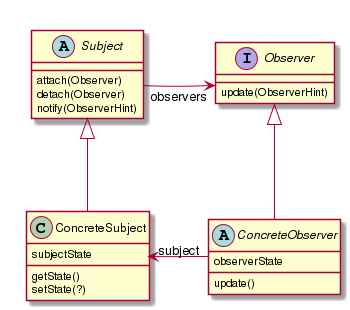 A Subject
attach(Observer)
detach(Observer)
notify(ObserverHint)
I Observer
update(ObserverHint)
observers
C ConcreteSubject
subjectState
getState()
setState(?)
subject
A ConcreteObserver
observerState
update()